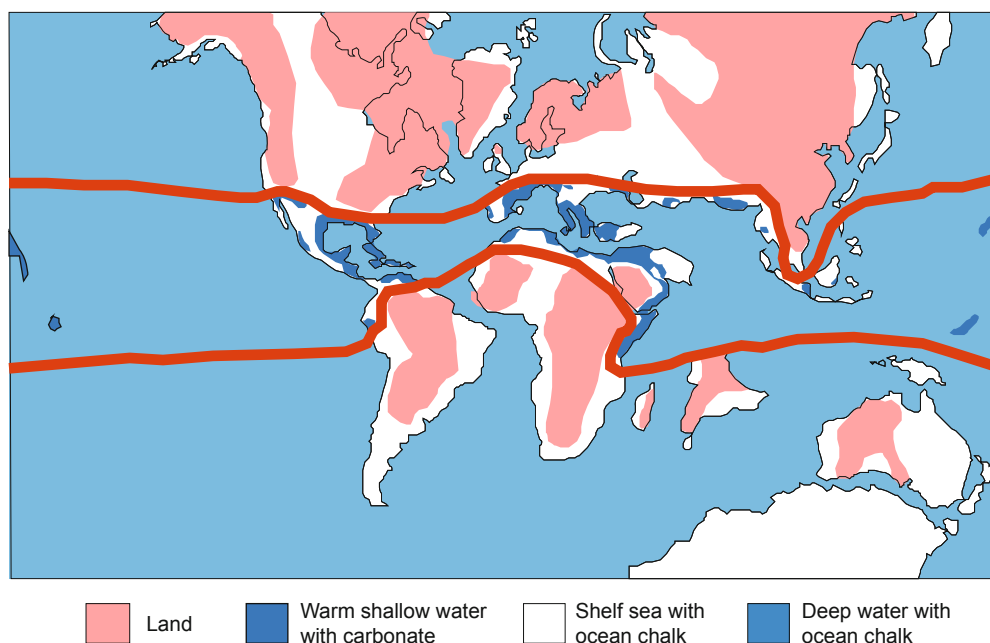 Land
Warm shallow water
with carbonate
Shelf sea with
ocean chalk
Deep water with
ocean chalk